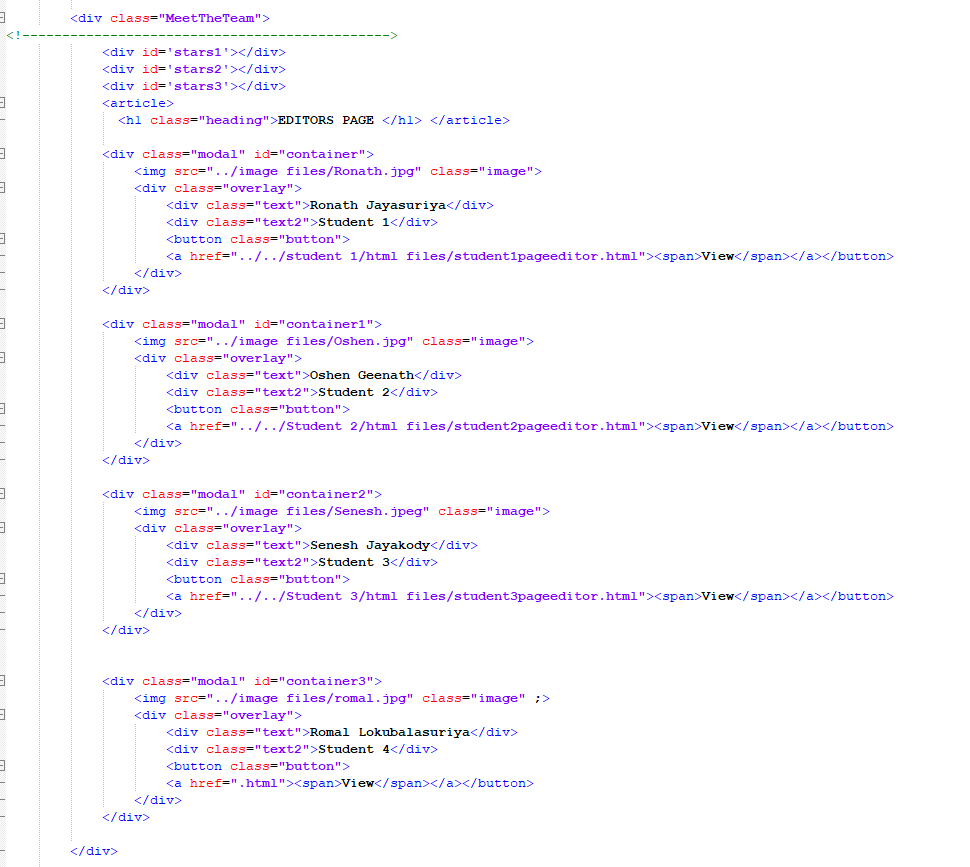 <div class="MeetTheTeam">
<!---------------------------------------------->
<div id='stars1'></div>
<div id='stars2'></div>
<div id='stars3'></div>
<article>
<h1 class="heading">EDITORS PAGE </h1> </article>
<div class="modal" id="container">
<img src="../image files/Ronath.jpg" class="image">
<div class="overlay">
<div class="text">Ronath Jayasuriya</div>
<div class="text2">Student 1</div>
<button class="button">
<a href="../../student 1/html files/student1pageeditor.html"><span>View</span></a></button>
</div>
</div>
<div class="modal" id="container1">
<img src="../image files/Oshen.jpg" class="image">
<div class="overlay">
<div class="text">Oshen Geenath</div>
<div class="text2">Student 2</div>
<button class="button">
<a href="../../Student 2/html files/student2pageeditor.html"><span>View</span></a></button>
</div>
</div>
<div class="modal" id="container2">
<img src="../image files/Senesh.jpeg" class="image">
<div class="overlay">
<div class="text">Senesh Jayakody</div>
<div class="text2">Student 3</div>
<button class="button">
<a href="../../Student 3/html files/student3pageeditor.html"><span>View</span></a></button>
</div>
</div>
<div class="modal" id="container3">
<img src="../image files/romal.jpg" class="image" ;>
<div class="overlay">
<div class="text">Romal Lokubalasuriya</div>
<div class="text2">Student 4</div>
<button class="button">
<a href=".html"><span>View</span></a></button>
</div>
</div>
</div>